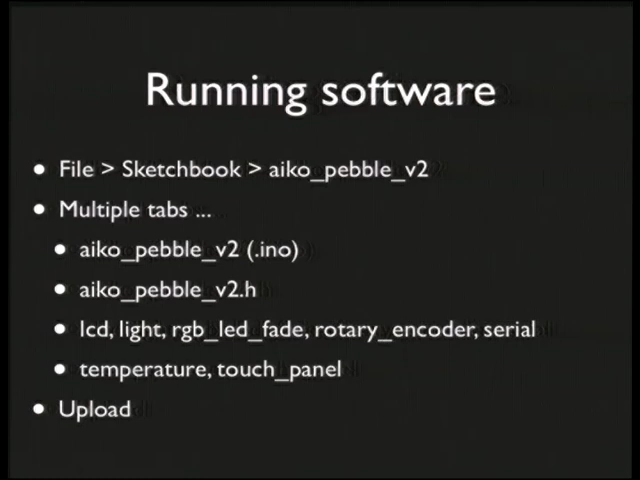 Running software
• File > Sketchbook > aiko_pebble_v2
• Multiple tabs ...
• aiko_pebble_v2 (.ino)
• aiko_pebble_v2.h
• lcd, light, rgb_led_fade, rotary_encoder, serial
• temperature, touch_panel
• Upload